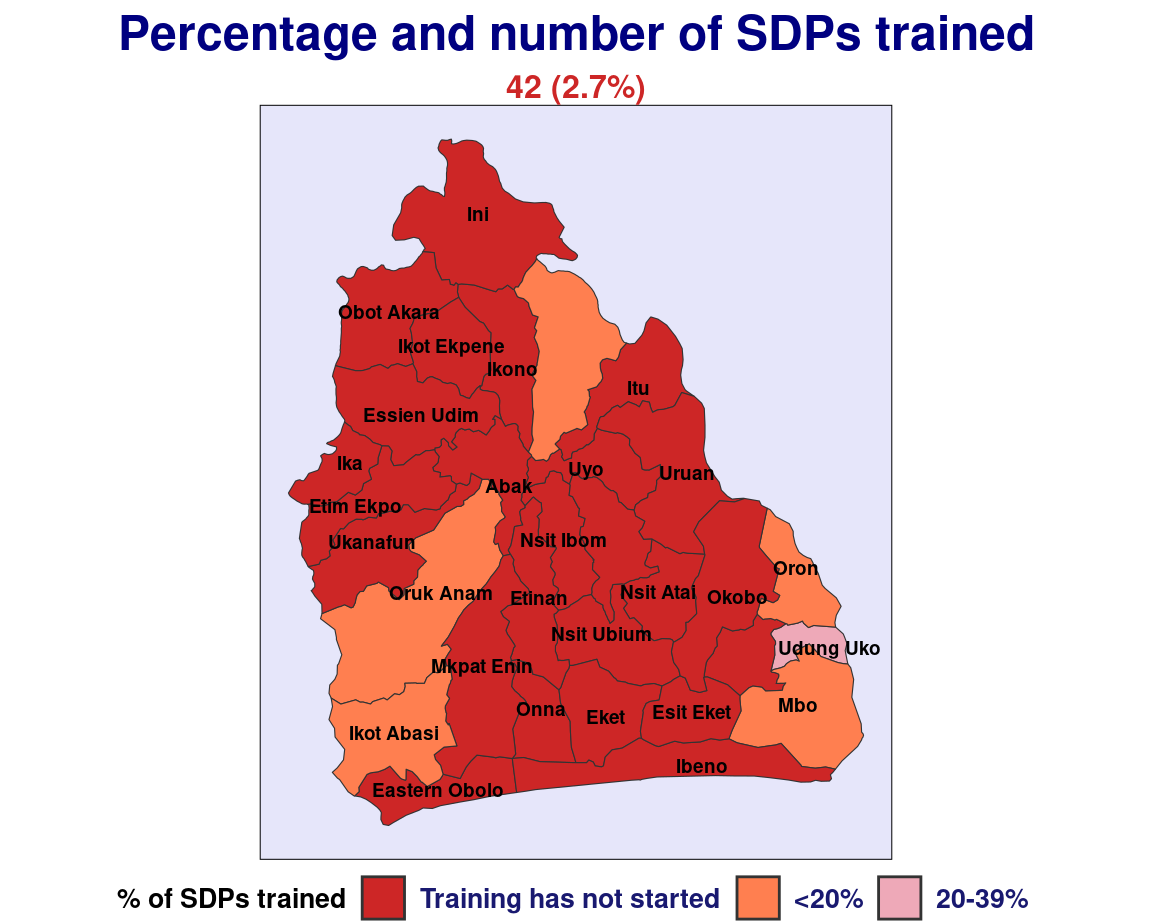 Percentage and number of SDPs trained
42 (2.7%)
Ini
Obot Akara
Ikot Ekpene
Ikono
Itu
Essien Udim
Ika
Uyo
Uruan
Abak
Etim Ekpo
Ukanafun
Nsit Ibom
Oron
Oruk Anam
Etinan
Nsit Atai
Okobo
Nsit Ubium
Udung Uko
Mkpat Enin
Mbo
Onna
Eket
Esit Eket
Ikot Abasi
Ibeno
Eastern Obolo
% of SDPs trained
Training has not started
<20%
20-39%